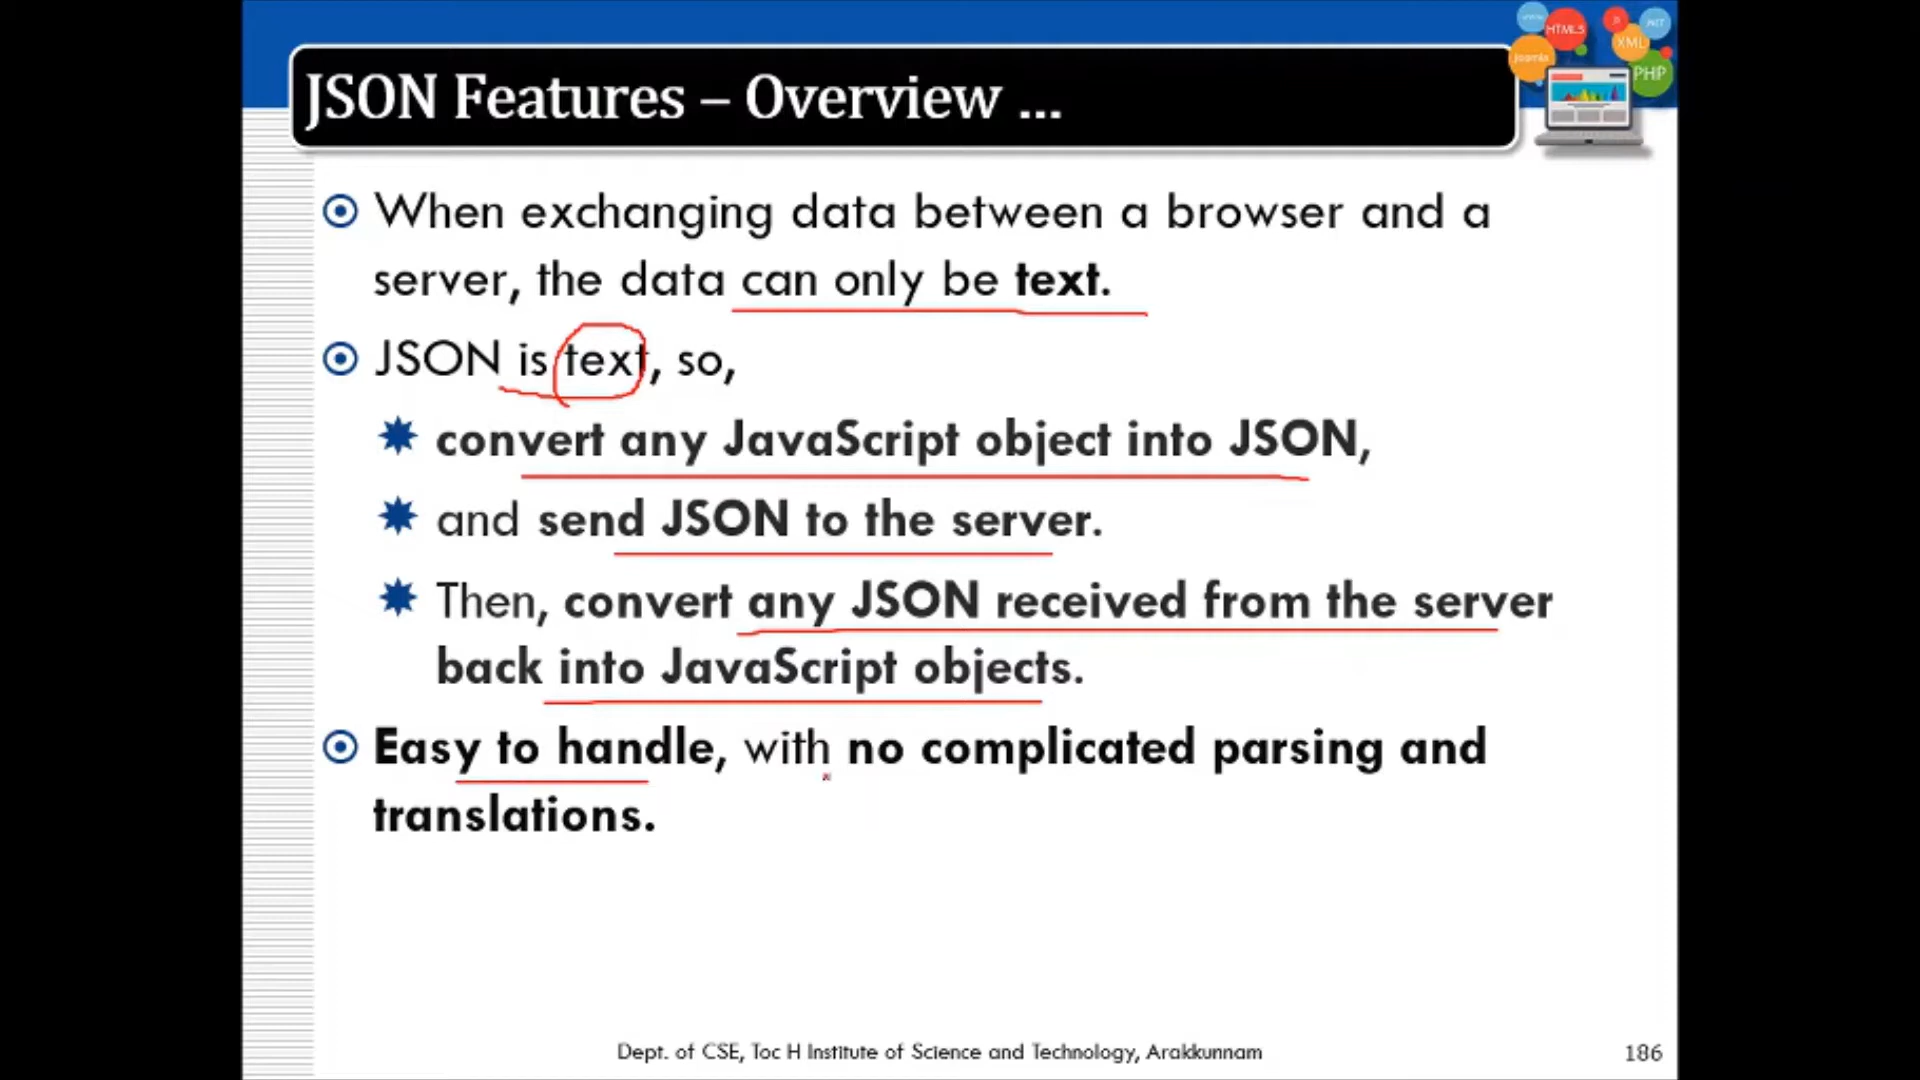 JSON Features – Overview ...
HTML5
XML
.NET
Joomla
PHP
When exchanging data between a browser and a
server, the data can only be text.
JSON is text, so,
convert any JavaScript object into JSON,
and send JSON to the server.
Then, convert any JSON received from the server
back into JavaScript objects.
Easy to handle, with no complicated parsing and
translations.
Dept. of CSE, Toc H Institute of Science and Technology, Arakkunnam
186